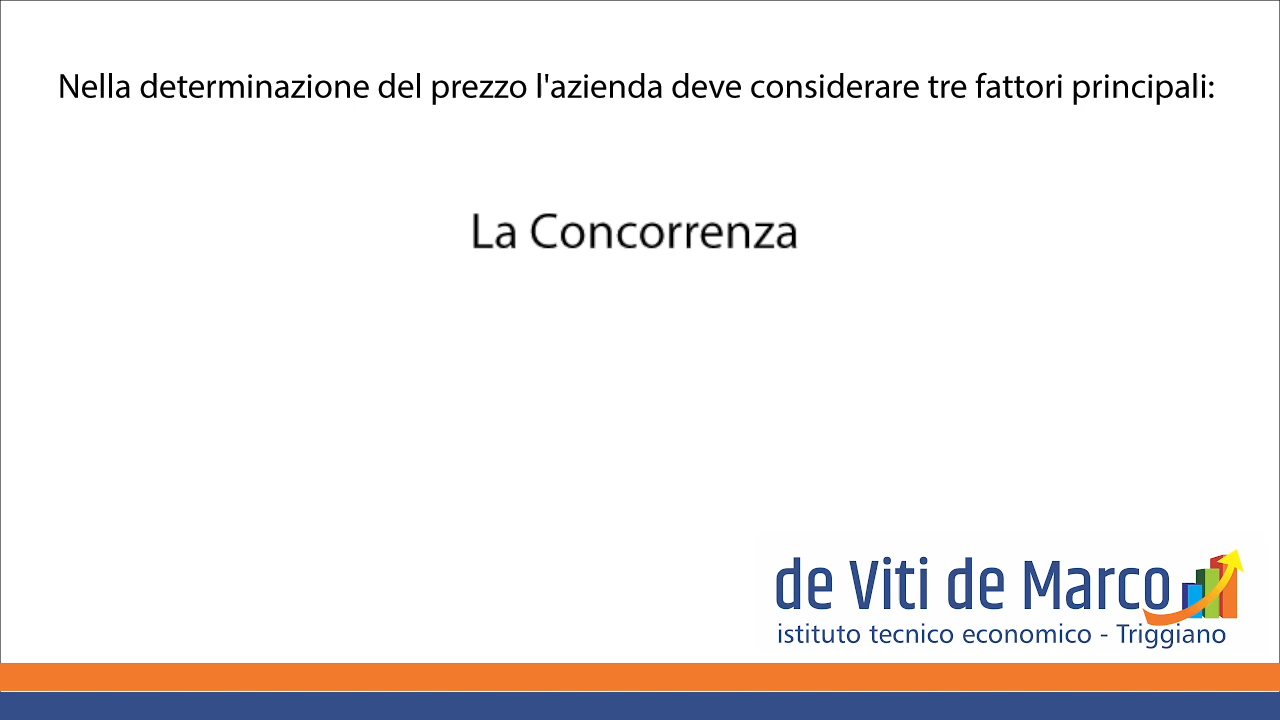 Nella determinazione del prezzo l'azienda deve considerare tre fattori principali:
La Concorrenza
de Viti de Marco
istituto tecnico economico - Triggiano